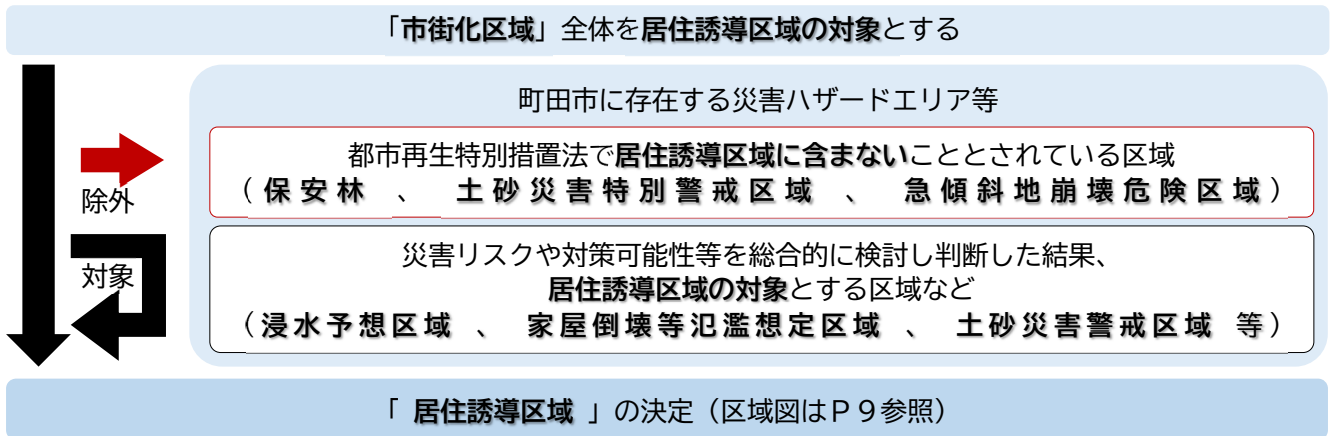 「市街化区域」全体を居住誘導区域の対象とする
町田市に存在する災害ハザードエリア等
除外
都市再生特別措置法で居住誘導区域に含まないこととされている区域
（保安林 、 土砂災害特別警戒区域 、 急傾斜地崩壊危険区域）
対象
災害リスクや対策可能性等を総合的に検討し判断した結果、
居住誘導区域の対象とする区域など
（浸水予想区域 、 家屋倒壊等氾濫想定区域 、 土砂災害警戒区域 等）
「 居住誘導区域 」の決定（区域図はＰ９参照）